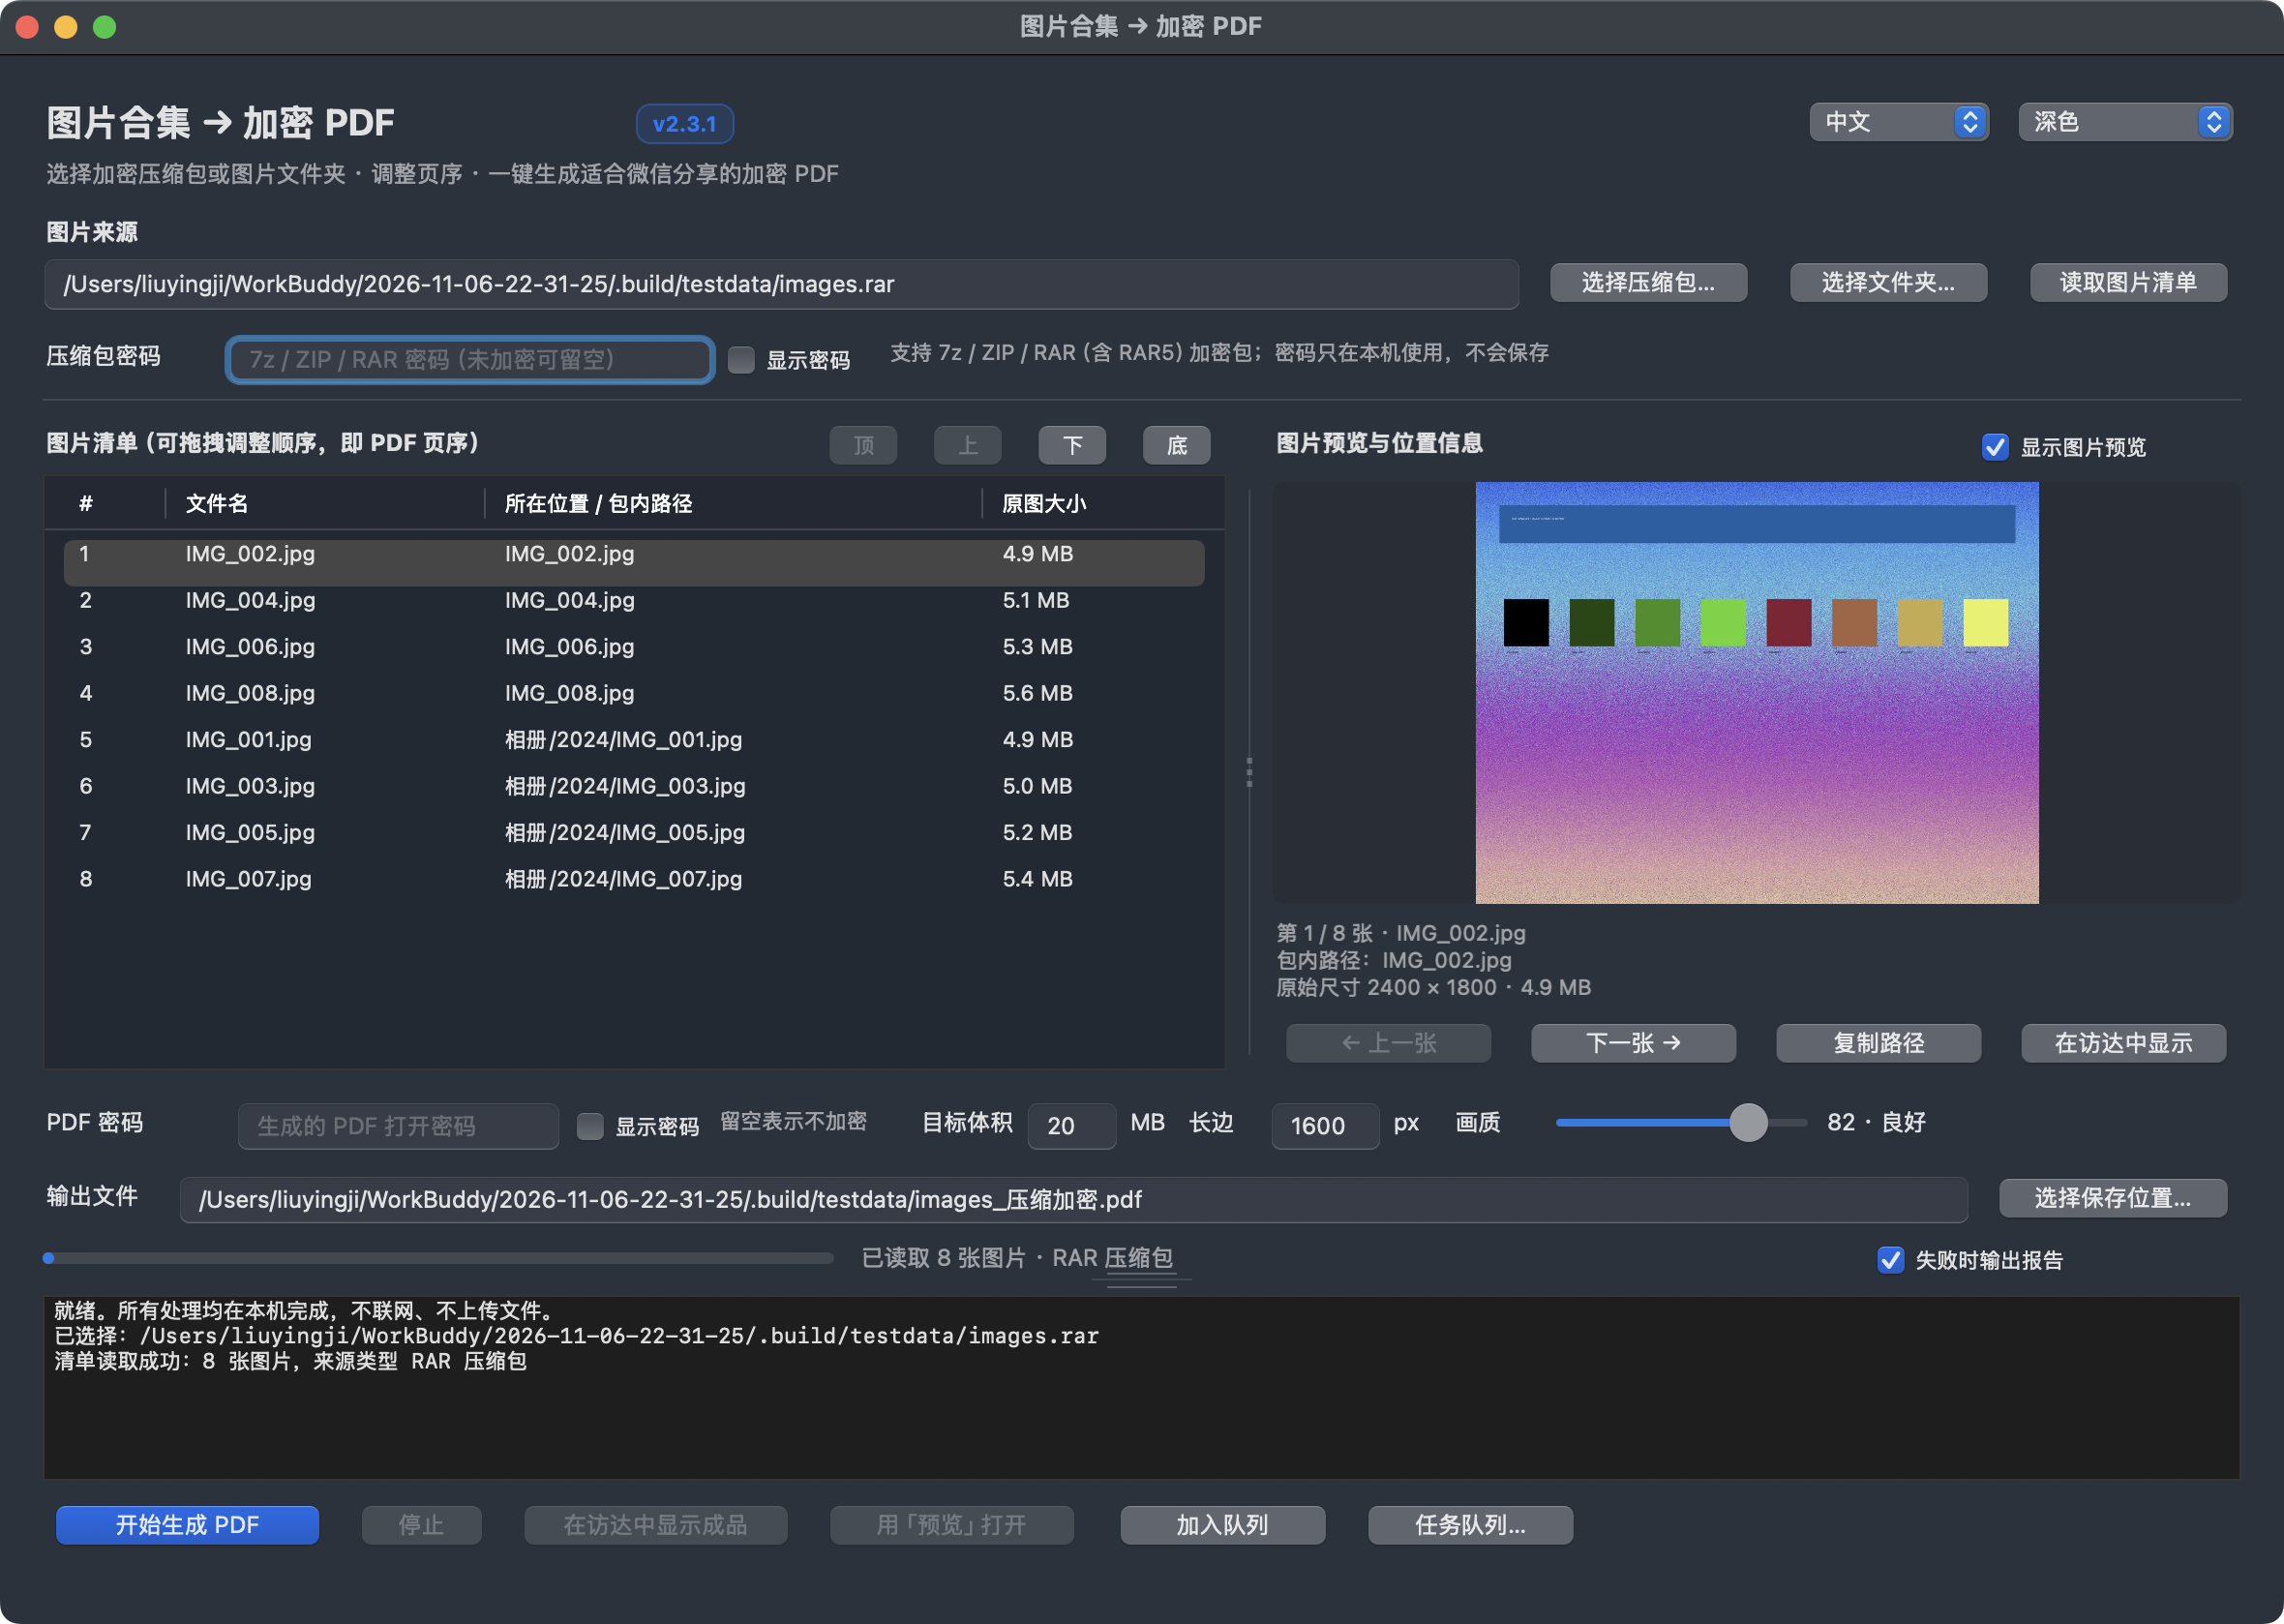 图片合集 → 加密 PDF
图片合集 → 加密 PDF
v2.3.1
中文
深色
选择加密压缩包或图片文件夹 · 调整页序 · 一键生成适合微信分享的加密 PDF
图片来源
/Users/liuyingji/WorkBuddy/2026-11-06-22-31-25/.build/testdata/images.rar
选择压缩包...
选择文件夹...
读取图片清单
压缩包密码
7z / ZIP / RAR 密码 (未加密可留空)
显示密码
支持 7z / ZIP / RAR (含 RAR5) 加密包；密码只在本机使用，不会保存
图片清单 (可拖拽调整顺序，即 PDF 页序)
顶
上
下
底
# 文件名 所在位置 / 包内路径 原图大小
1 IMG_002.jpg IMG_002.jpg 4.9 MB
2 IMG_004.jpg IMG_004.jpg 5.1 MB
3 IMG_006.jpg IMG_006.jpg 5.3 MB
4 IMG_008.jpg IMG_008.jpg 5.6 MB
5 IMG_001.jpg 相册/2024/IMG_001.jpg 4.9 MB
6 IMG_003.jpg 相册/2024/IMG_003.jpg 5.0 MB
7 IMG_005.jpg 相册/2024/IMG_005.jpg 5.2 MB
8 IMG_007.jpg 相册/2024/IMG_007.jpg 5.4 MB
图片预览与位置信息
显示图片预览
第 1 / 8 张 · IMG_002.jpg
包内路径：IMG_002.jpg
原始尺寸 2400 × 1800 · 4.9 MB
← 上一张
下一张 →
复制路径
在访达中显示
PDF 密码
生成的 PDF 打开密码
显示密码
留空表示不加密
目标体积
20
MB
长边
1600
px
画质
82 · 良好
输出文件
/Users/liuyingji/WorkBuddy/2026-11-06-22-31-25/.build/testdata/images_压缩加密.pdf
选择保存位置...
已读取 8 张图片 · RAR 压缩包
失败时输出报告
就绪。所有处理均在本机完成，不联网、不上传文件。
已选择：/Users/liuyingji/WorkBuddy/2026-11-06-22-31-25/.build/testdata/images.rar
清单读取成功：8 张图片，来源类型 RAR 压缩包
开始生成 PDF
停止
在访达中显示成品
用「预览」打开
加入队列
任务队列...